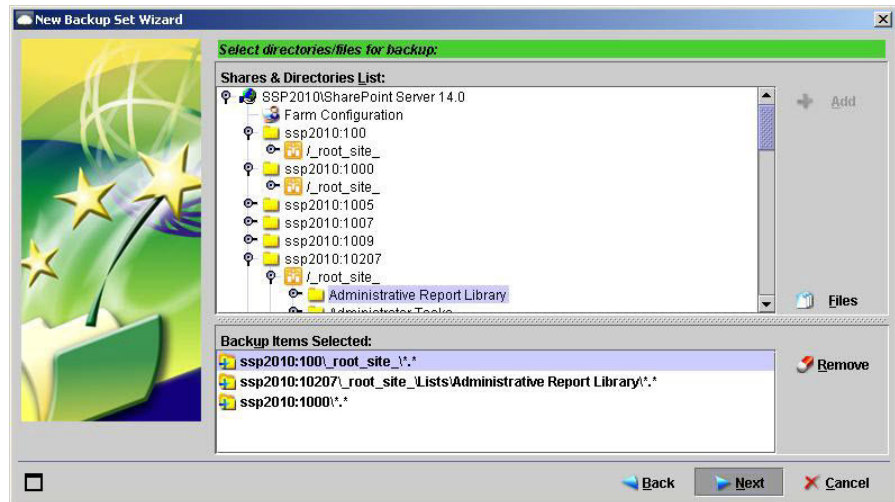 New Backup Set Wizard
Select directories/files for backup:
Shares & Directories List:
SSP2010\SharePoint Server 14.0
Farm Configuration
ssp2010:100
/_root_site_
ssp2010:1000
/_root_site_
ssp2010:1005
ssp2010:1007
ssp2010:1009
ssp2010:10207
/_root_site_
Administrative Report Library
Administrator Tasks
Add
Files
Backup Items Selected:
ssp2010:100\_root_site_\*.*
ssp2010:10207\_root_site_\Lists\Administrative Report Library\*.*
ssp2010:1000\*.*
Remove
Back
Next
Cancel